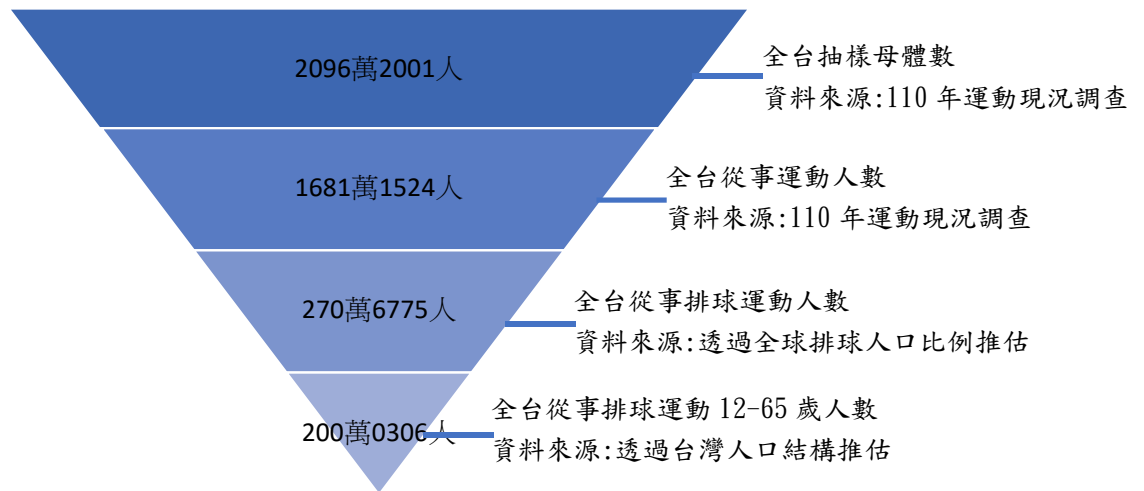 2096萬2001人
全台抽樣母體數
資料來源:110 年運動現況調查
1681萬1524人
全台從事運動人數
資料來源:110 年運動現況調查
270萬6775人
全台從事排球運動人數
資料來源:透過全球排球人口比例推估
200萬0306人
全台從事排球運動 12-65 歲人數
資料來源:透過台灣人口結構推估